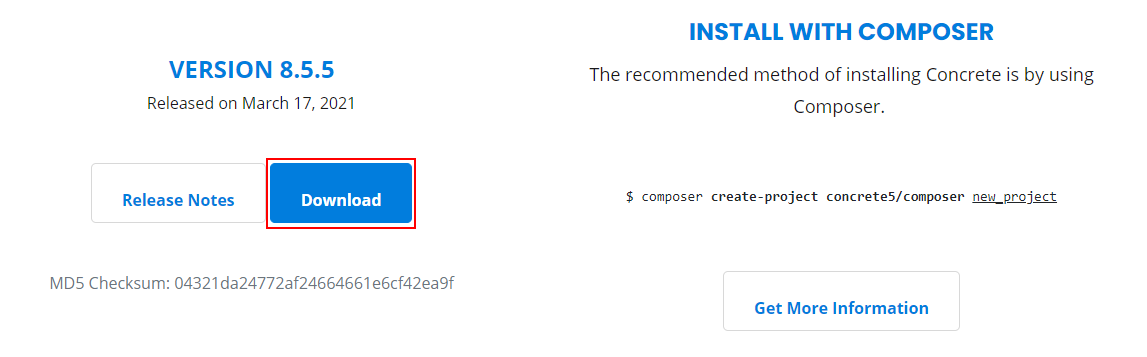 VERSION 8.5.5
Released on March 17, 2021
Release Notes
Download
MD5 Checksum: 04321da24772af24664661e6cf42ea9f
INSTALL WITH COMPOSER
The recommended method of installing Concrete is by using
Composer.
$ composer create-project concrete5/composer new_project
Get More Information